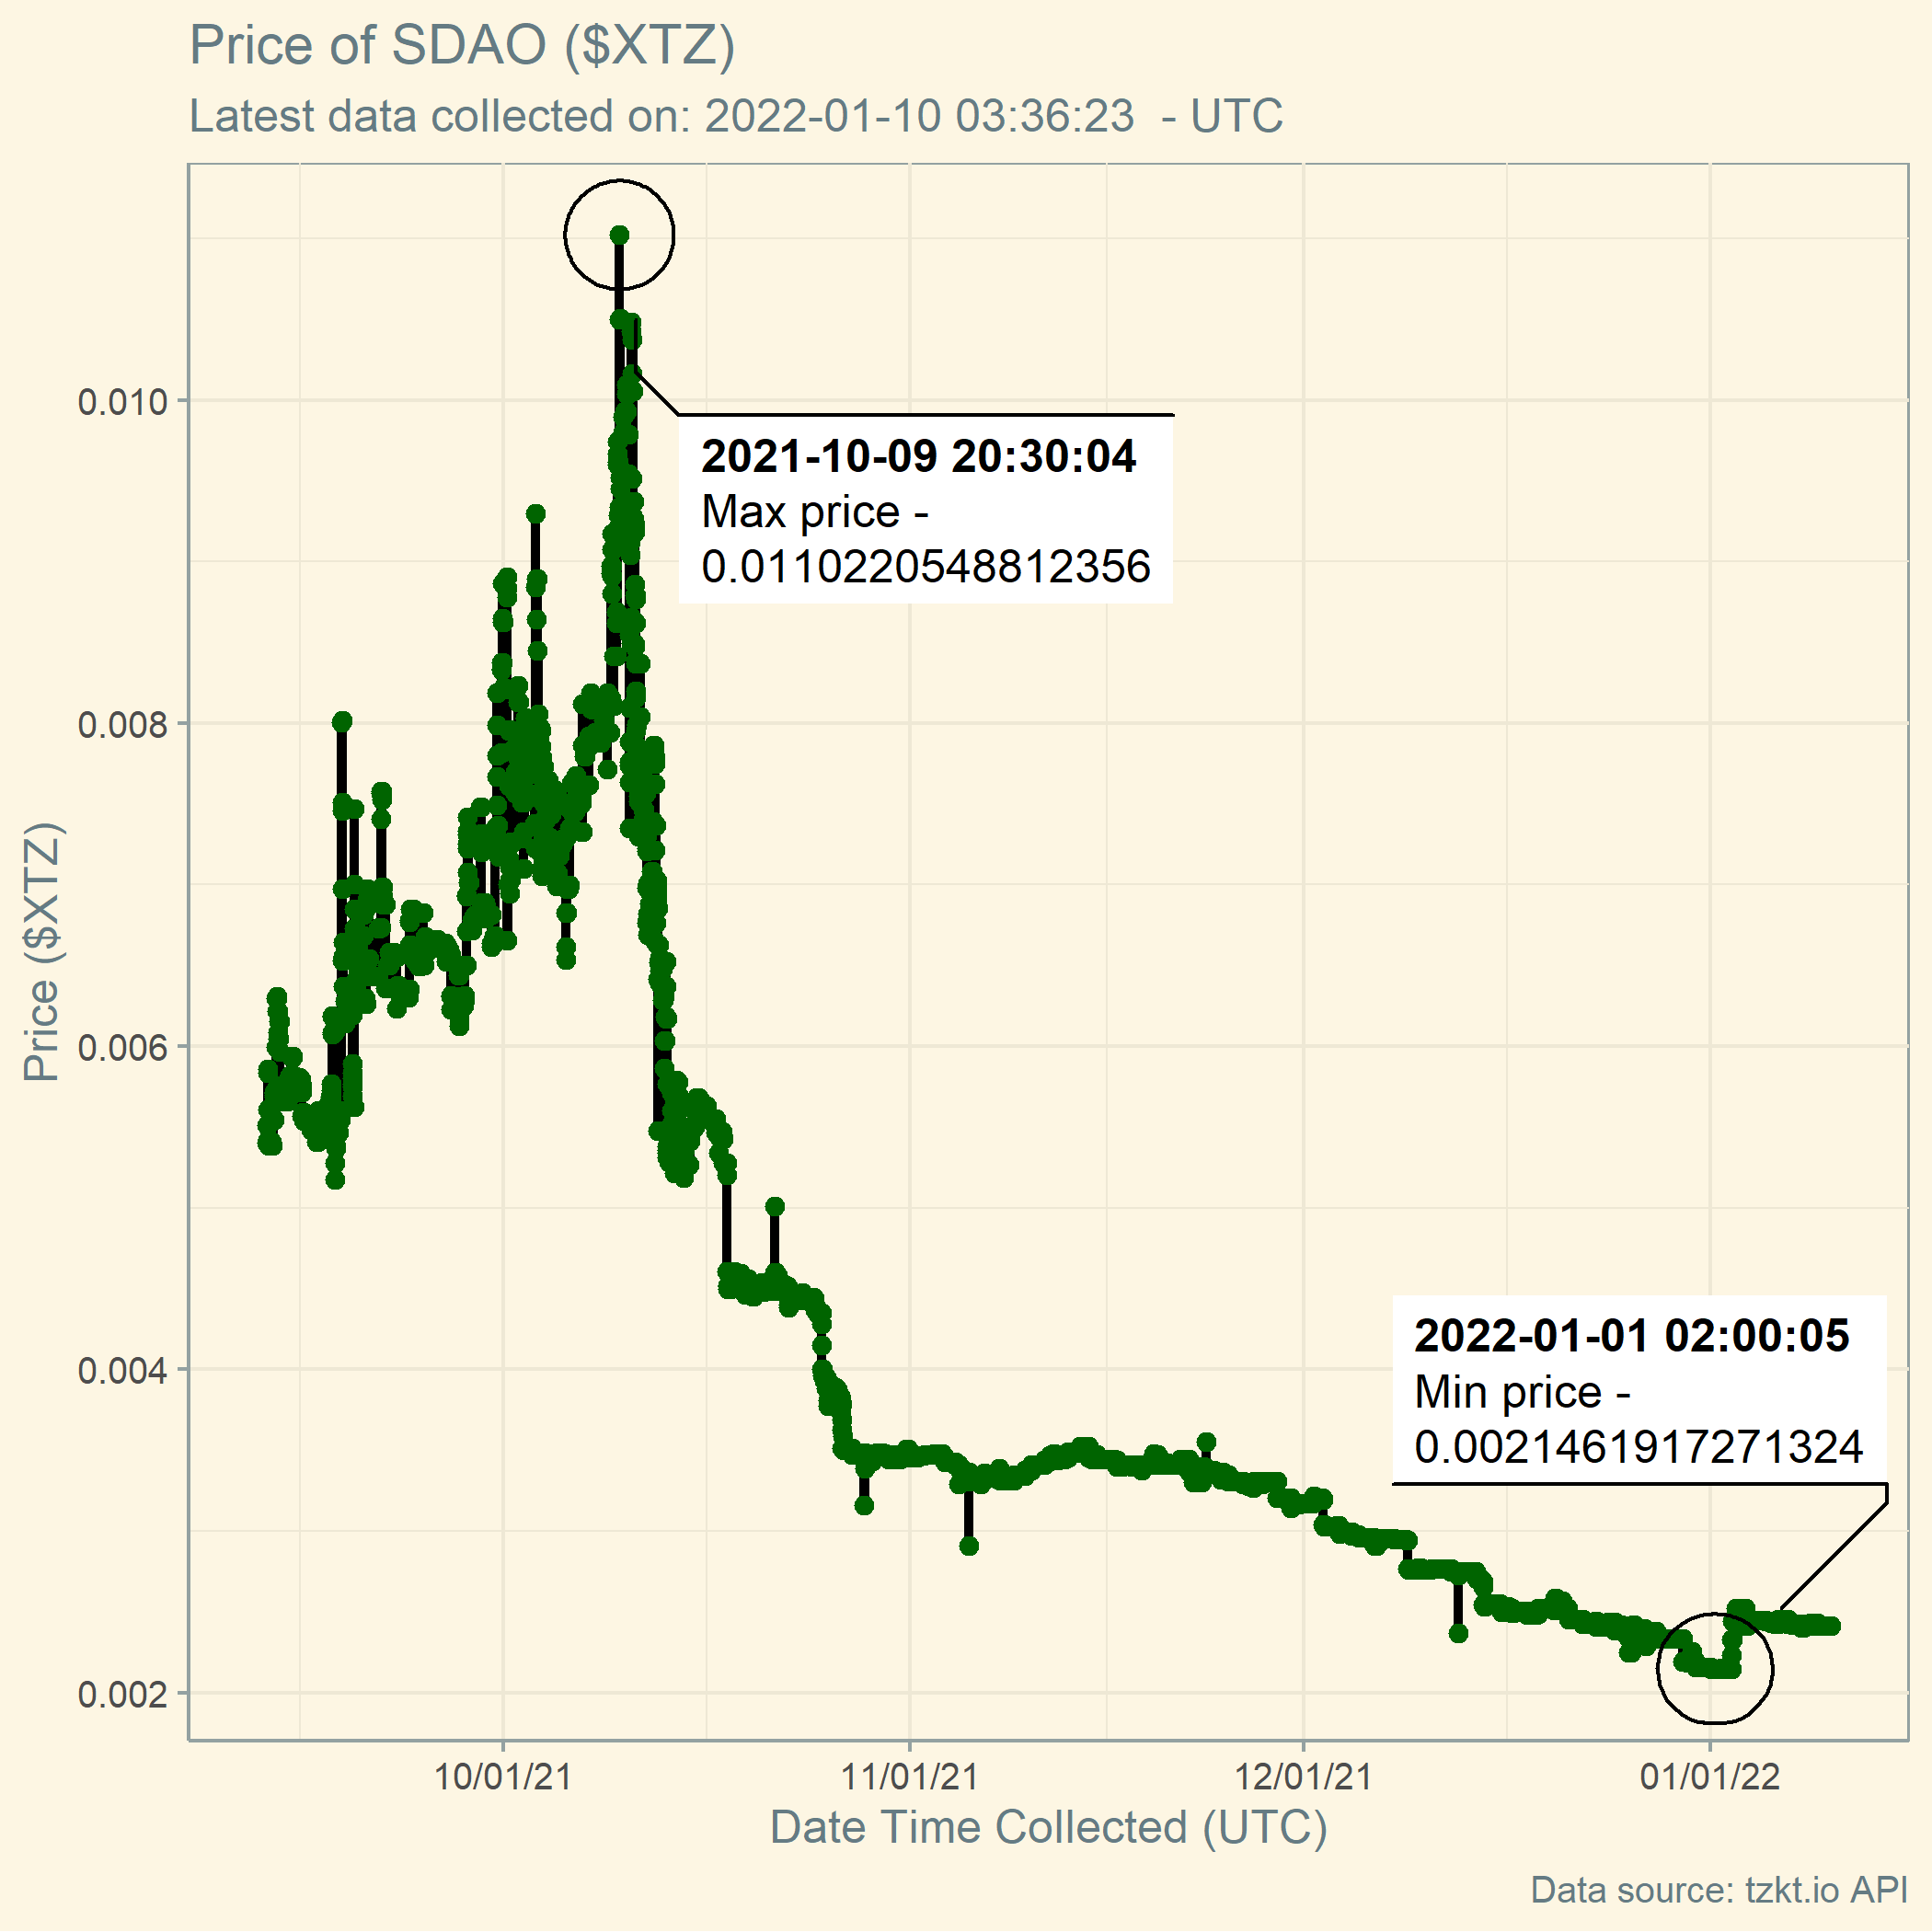 Price of SDAO ($XTZ)
Latest data collected on: 2022-01-10 03:36:23  - UTC
0.010
0.008
0.006
0.004
0.002
Price ($XTZ)
2021-10-09 20:30:04
Max price -
0.0110220548812356
2022-01-01 02:00:05
Min price -
0.0021461917271324
10/01/21
11/01/21
12/01/21
01/01/22
Date Time Collected (UTC)
Data source: tzkt.io API